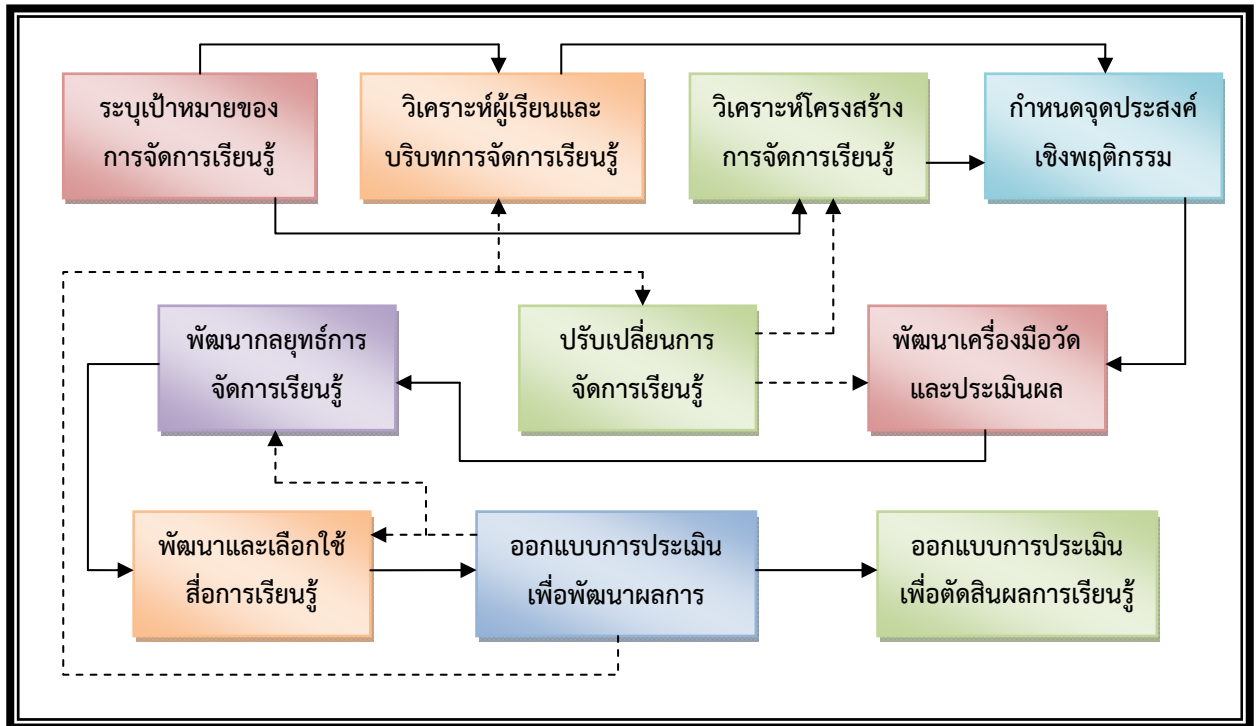 ระบุเป้าหมายของ
การจัดการเรียนรู้
วิเคราะห์ผู้เรียนและ
บริบทการจัดการเรียนรู้
วิเคราะห์โครงสร้าง
การจัดการเรียนรู้
กำหนดจุดประสงค์
เชิงพฤติกรรม
พัฒนากลยุทธ์การ
จัดการเรียนรู้
ปรับเปลี่ยนการ
จัดการเรียนรู้
พัฒนาเครื่องมือวัด
และประเมินผล
พัฒนาและเลือกใช้
สื่อการเรียนรู้
ออกแบบการประเมิน
เพื่อพัฒนาผลการ
ออกแบบการประเมิน
เพื่อตัดสินผลการเรียนรู้